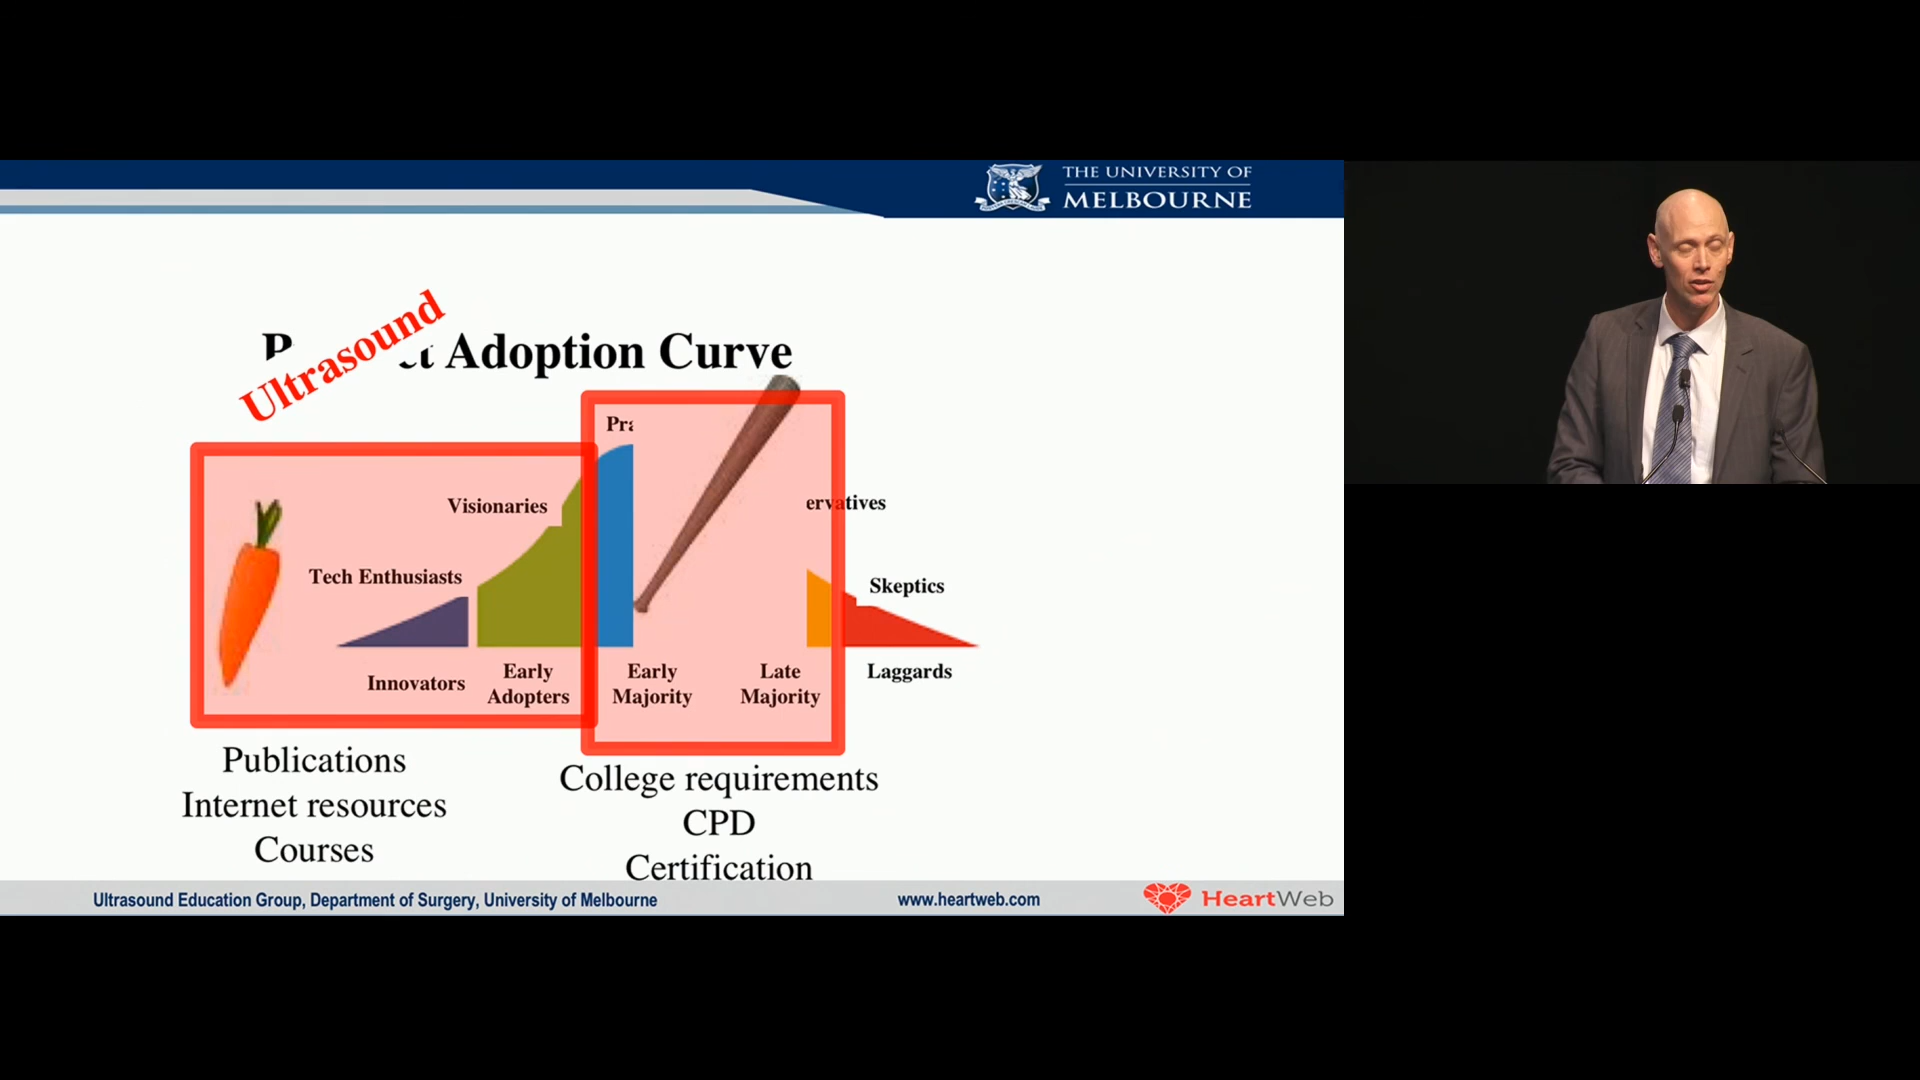 THE UNIVERSITY OF
MELBOURNE
Ultrasound
Adoption Curve
Visionaries
ervatives
Tech Enthusiasts
Skeptics
Innovators
Early
Adopters
Early
Majority
Late
Majority
Laggards
Publications
Internet resources
Courses
College requirements
CPD
Certification
Ultrasound Education Group, Department of Surgery, University of Melbourne
www.heartweb.com
HeartWeb